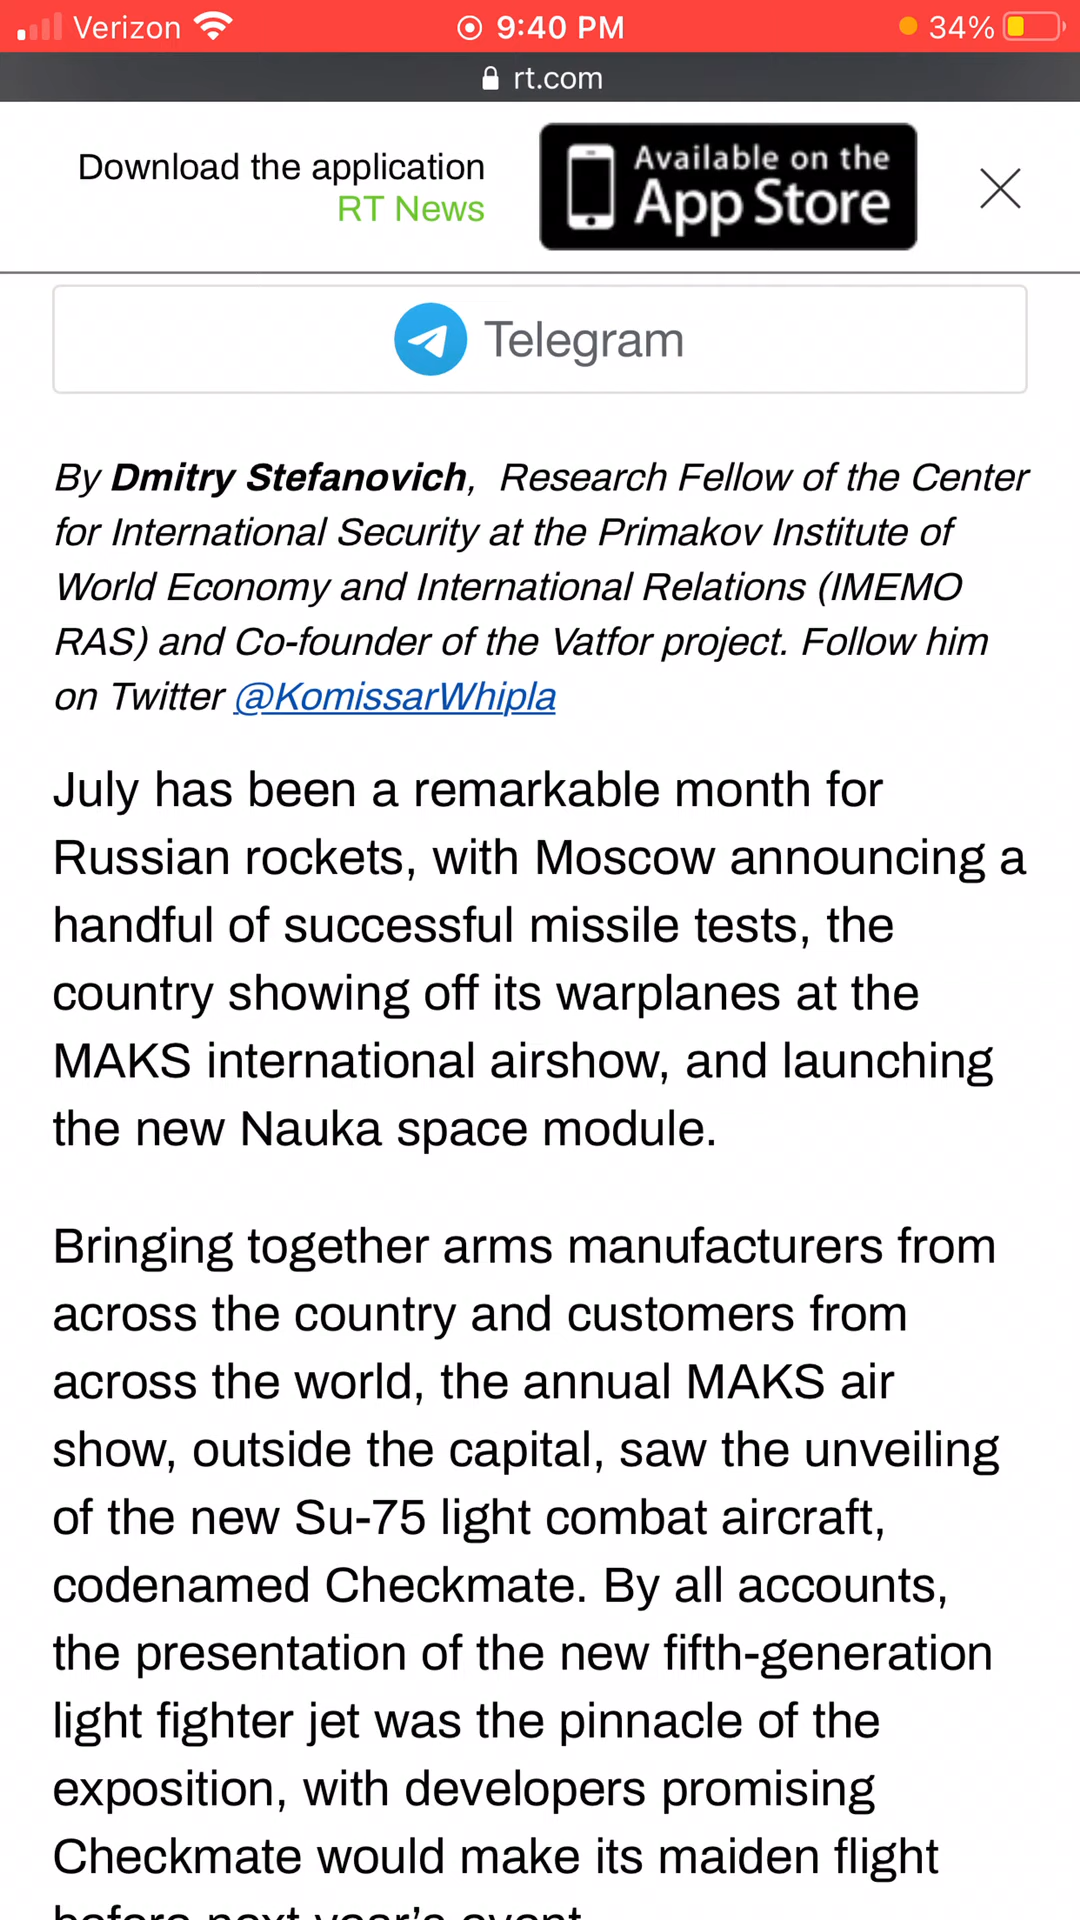 Verizon 9:40 PM 34%
rt.com
Download the application
RT News
Available on the
App Store
Telegram
By Dmitry Stefanovich, Research Fellow of the Center
for International Security at the Primakov Institute of
World Economy and International Relations (IMEMO
RAS) and Co-founder of the Vatfor project. Follow him
on Twitter @KomissarWhipla
July has been a remarkable month for
Russian rockets, with Moscow announcing a
handful of successful missile tests, the
country showing off its warplanes at the
MAKS international airshow, and launching
the new Nauka space module.
Bringing together arms manufacturers from
across the country and customers from
across the world, the annual MAKS air
show, outside the capital, saw the unveiling
of the new Su-75 light combat aircraft,
codenamed Checkmate. By all accounts,
the presentation of the new fifth-generation
light fighter jet was the pinnacle of the
exposition, with developers promising
Checkmate would make its maiden flight
before next year's event.